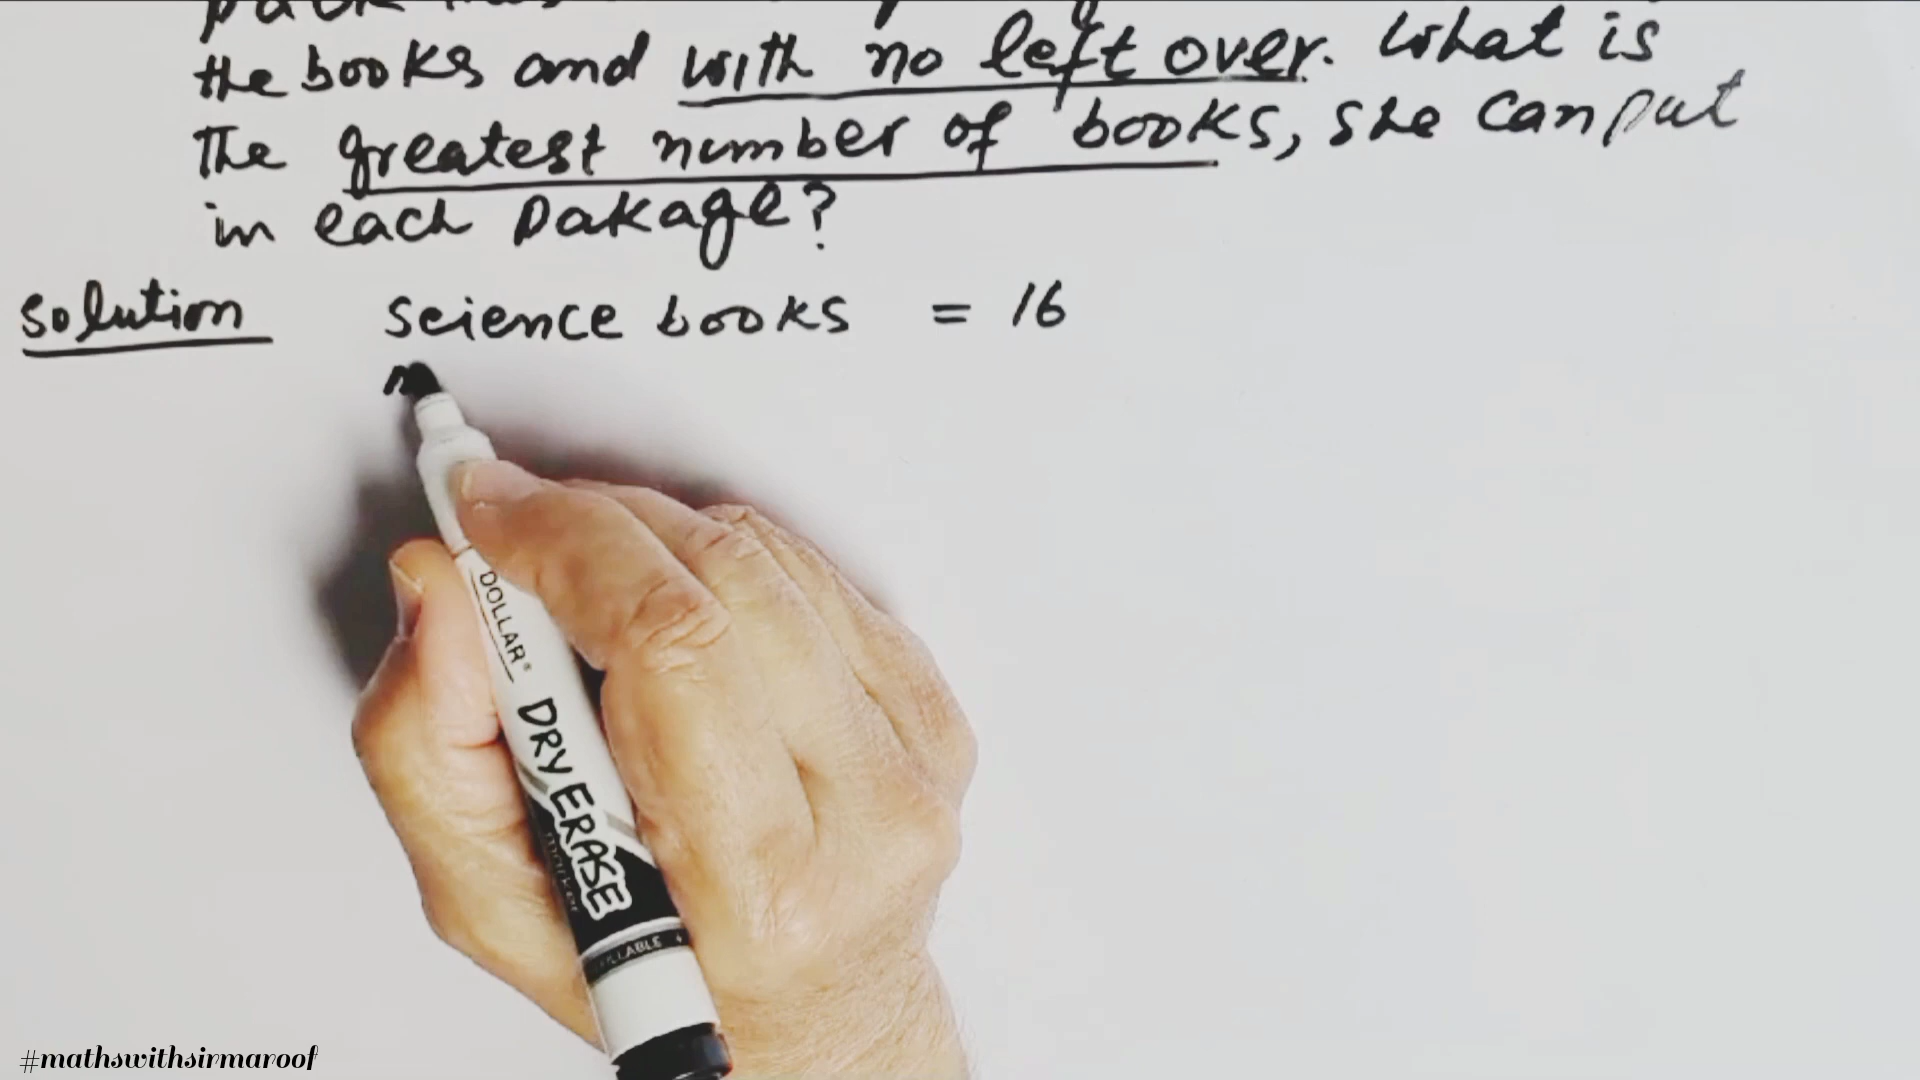 the books and with no left over. What is
The greatest number of books, she can put
in each Pakage?
Solution science books = 16
DOLLAR®
DRY ERASE
marker
#mathswithsirmaroof